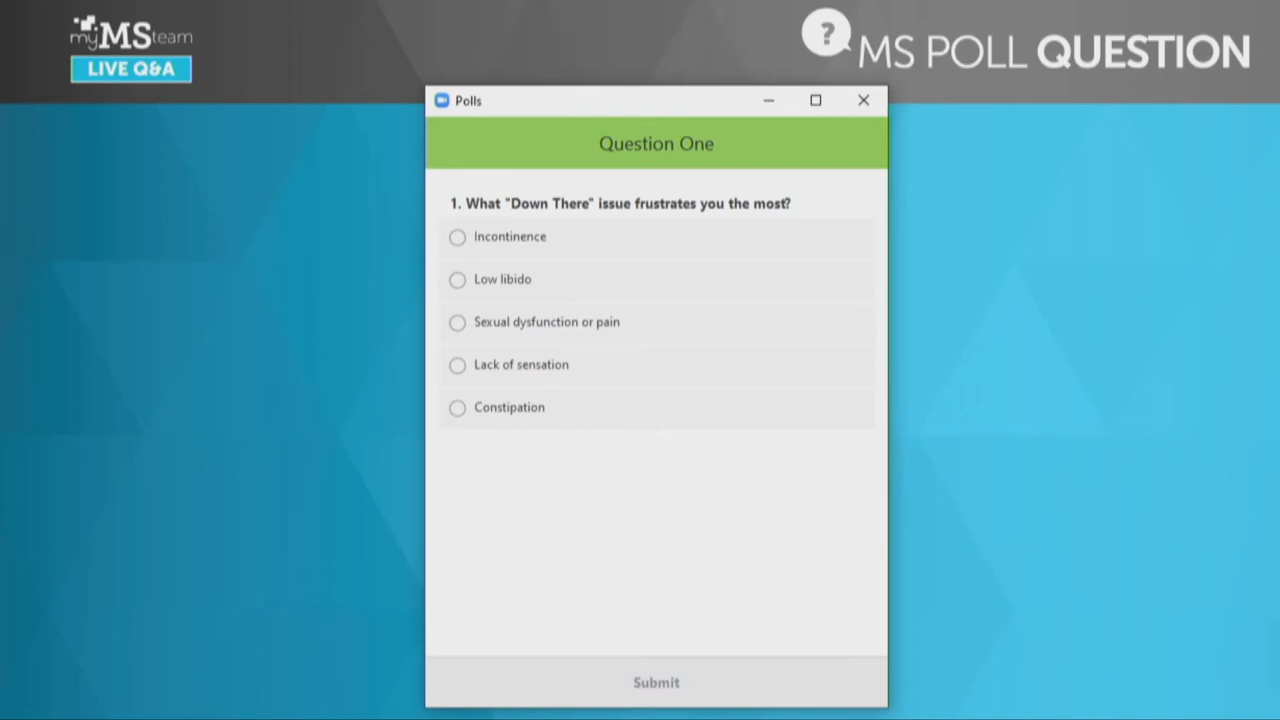 myMSteam
LIVE Q&A
? MS POLL QUESTION
Polls
Question One
1. What "Down There" issue frustrates you the most?
Incontinence
Low libido
Sexual dysfunction or pain
Lack of sensation
Constipation
Submit